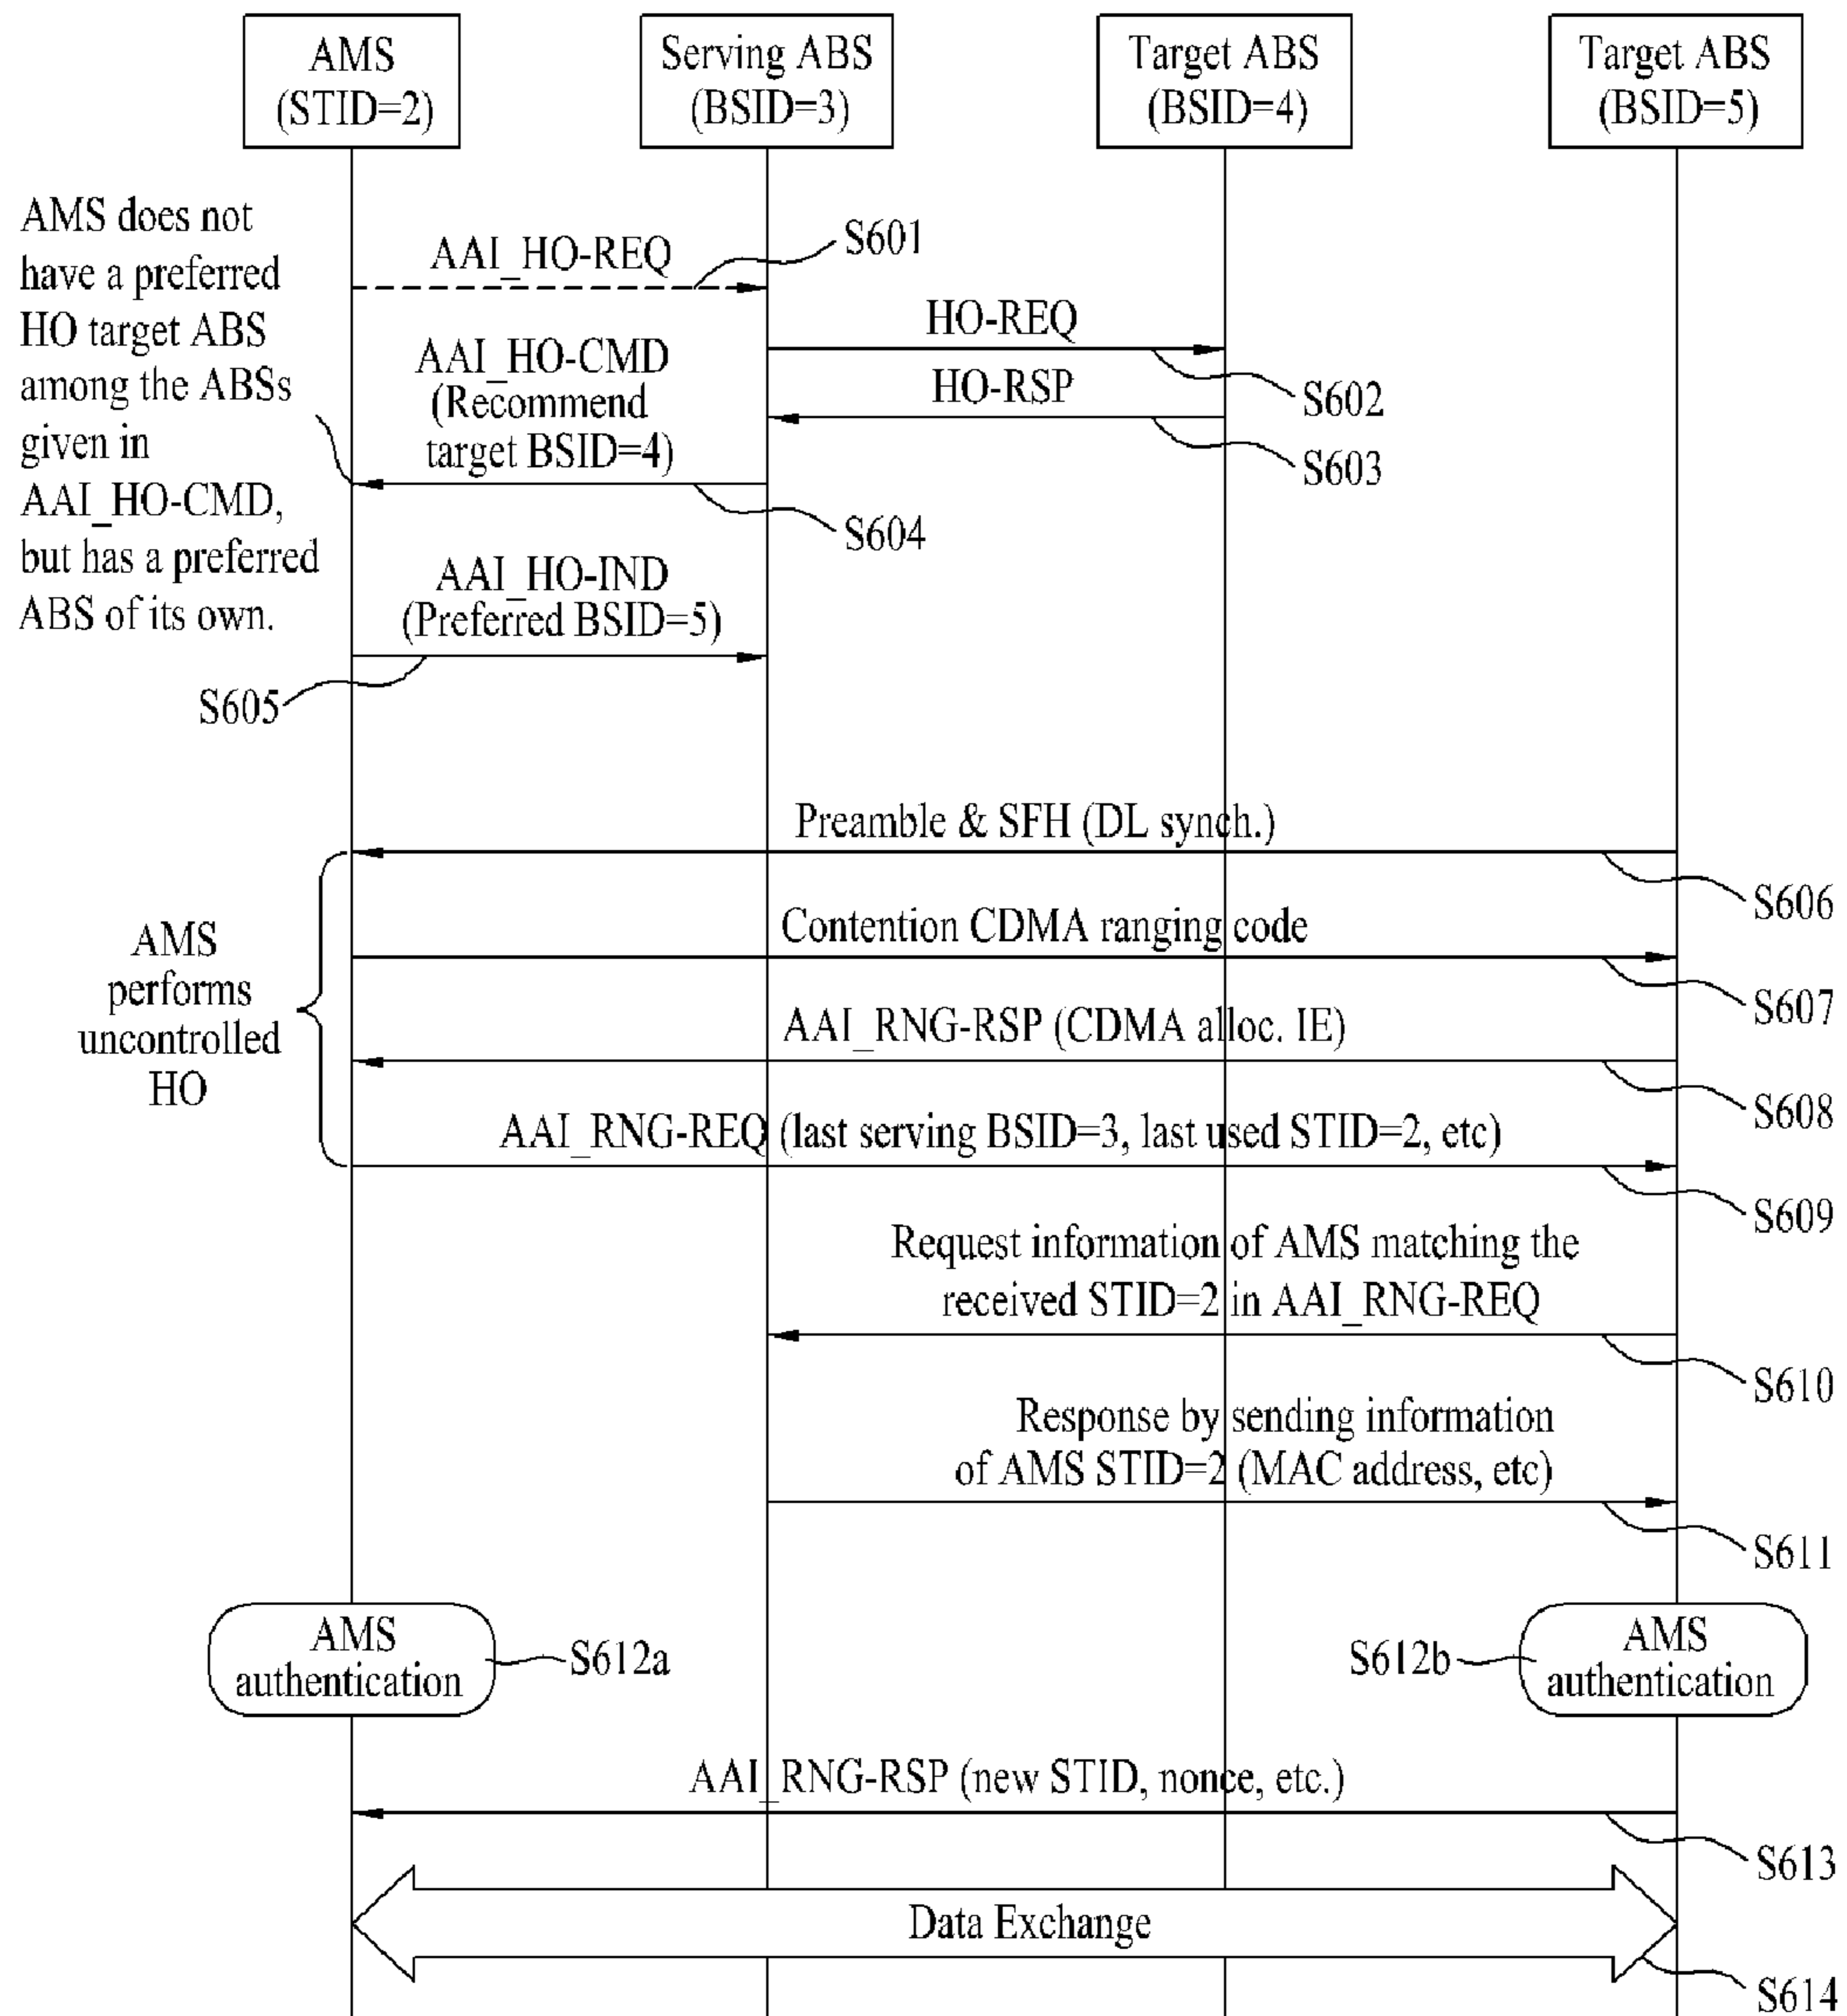 AMS
(STID=2)
Serving ABS
(BSID=3)
Target ABS
(BSID=4)
Target ABS
(BSID=5)
AMS does not
have a preferred
HO target ABS
among the ABSs
given in
AAI_HO-CMD,
but has a preferred
ABS of its own.
AAI_HO-REQ
S601
HO-REQ
S602
HO-RSP
S603
AAI_HO-CMD
(Recommend
target BSID=4)
S604
AAI_HO-IND
(Preferred BSID=5)
S605
Preamble & SFH (DL synch.)
S606
AMS
performs
uncontrolled
HO
Contention CDMA ranging code
S607
AAI_RNG-RSP (CDMA alloc. IE)
S608
AAI_RNG-REQ (last serving BSID=3, last used STID=2, etc)
S609
Request information of AMS matching the
received STID=2 in AAI_RNG-REQ
S610
Response by sending information
of AMS STID=2 (MAC address, etc)
S611
AMS
authentication
S612a
S612b
AMS
authentication
AAI_RNG-RSP (new STID, nonce, etc.)
S613
Data Exchange
S614